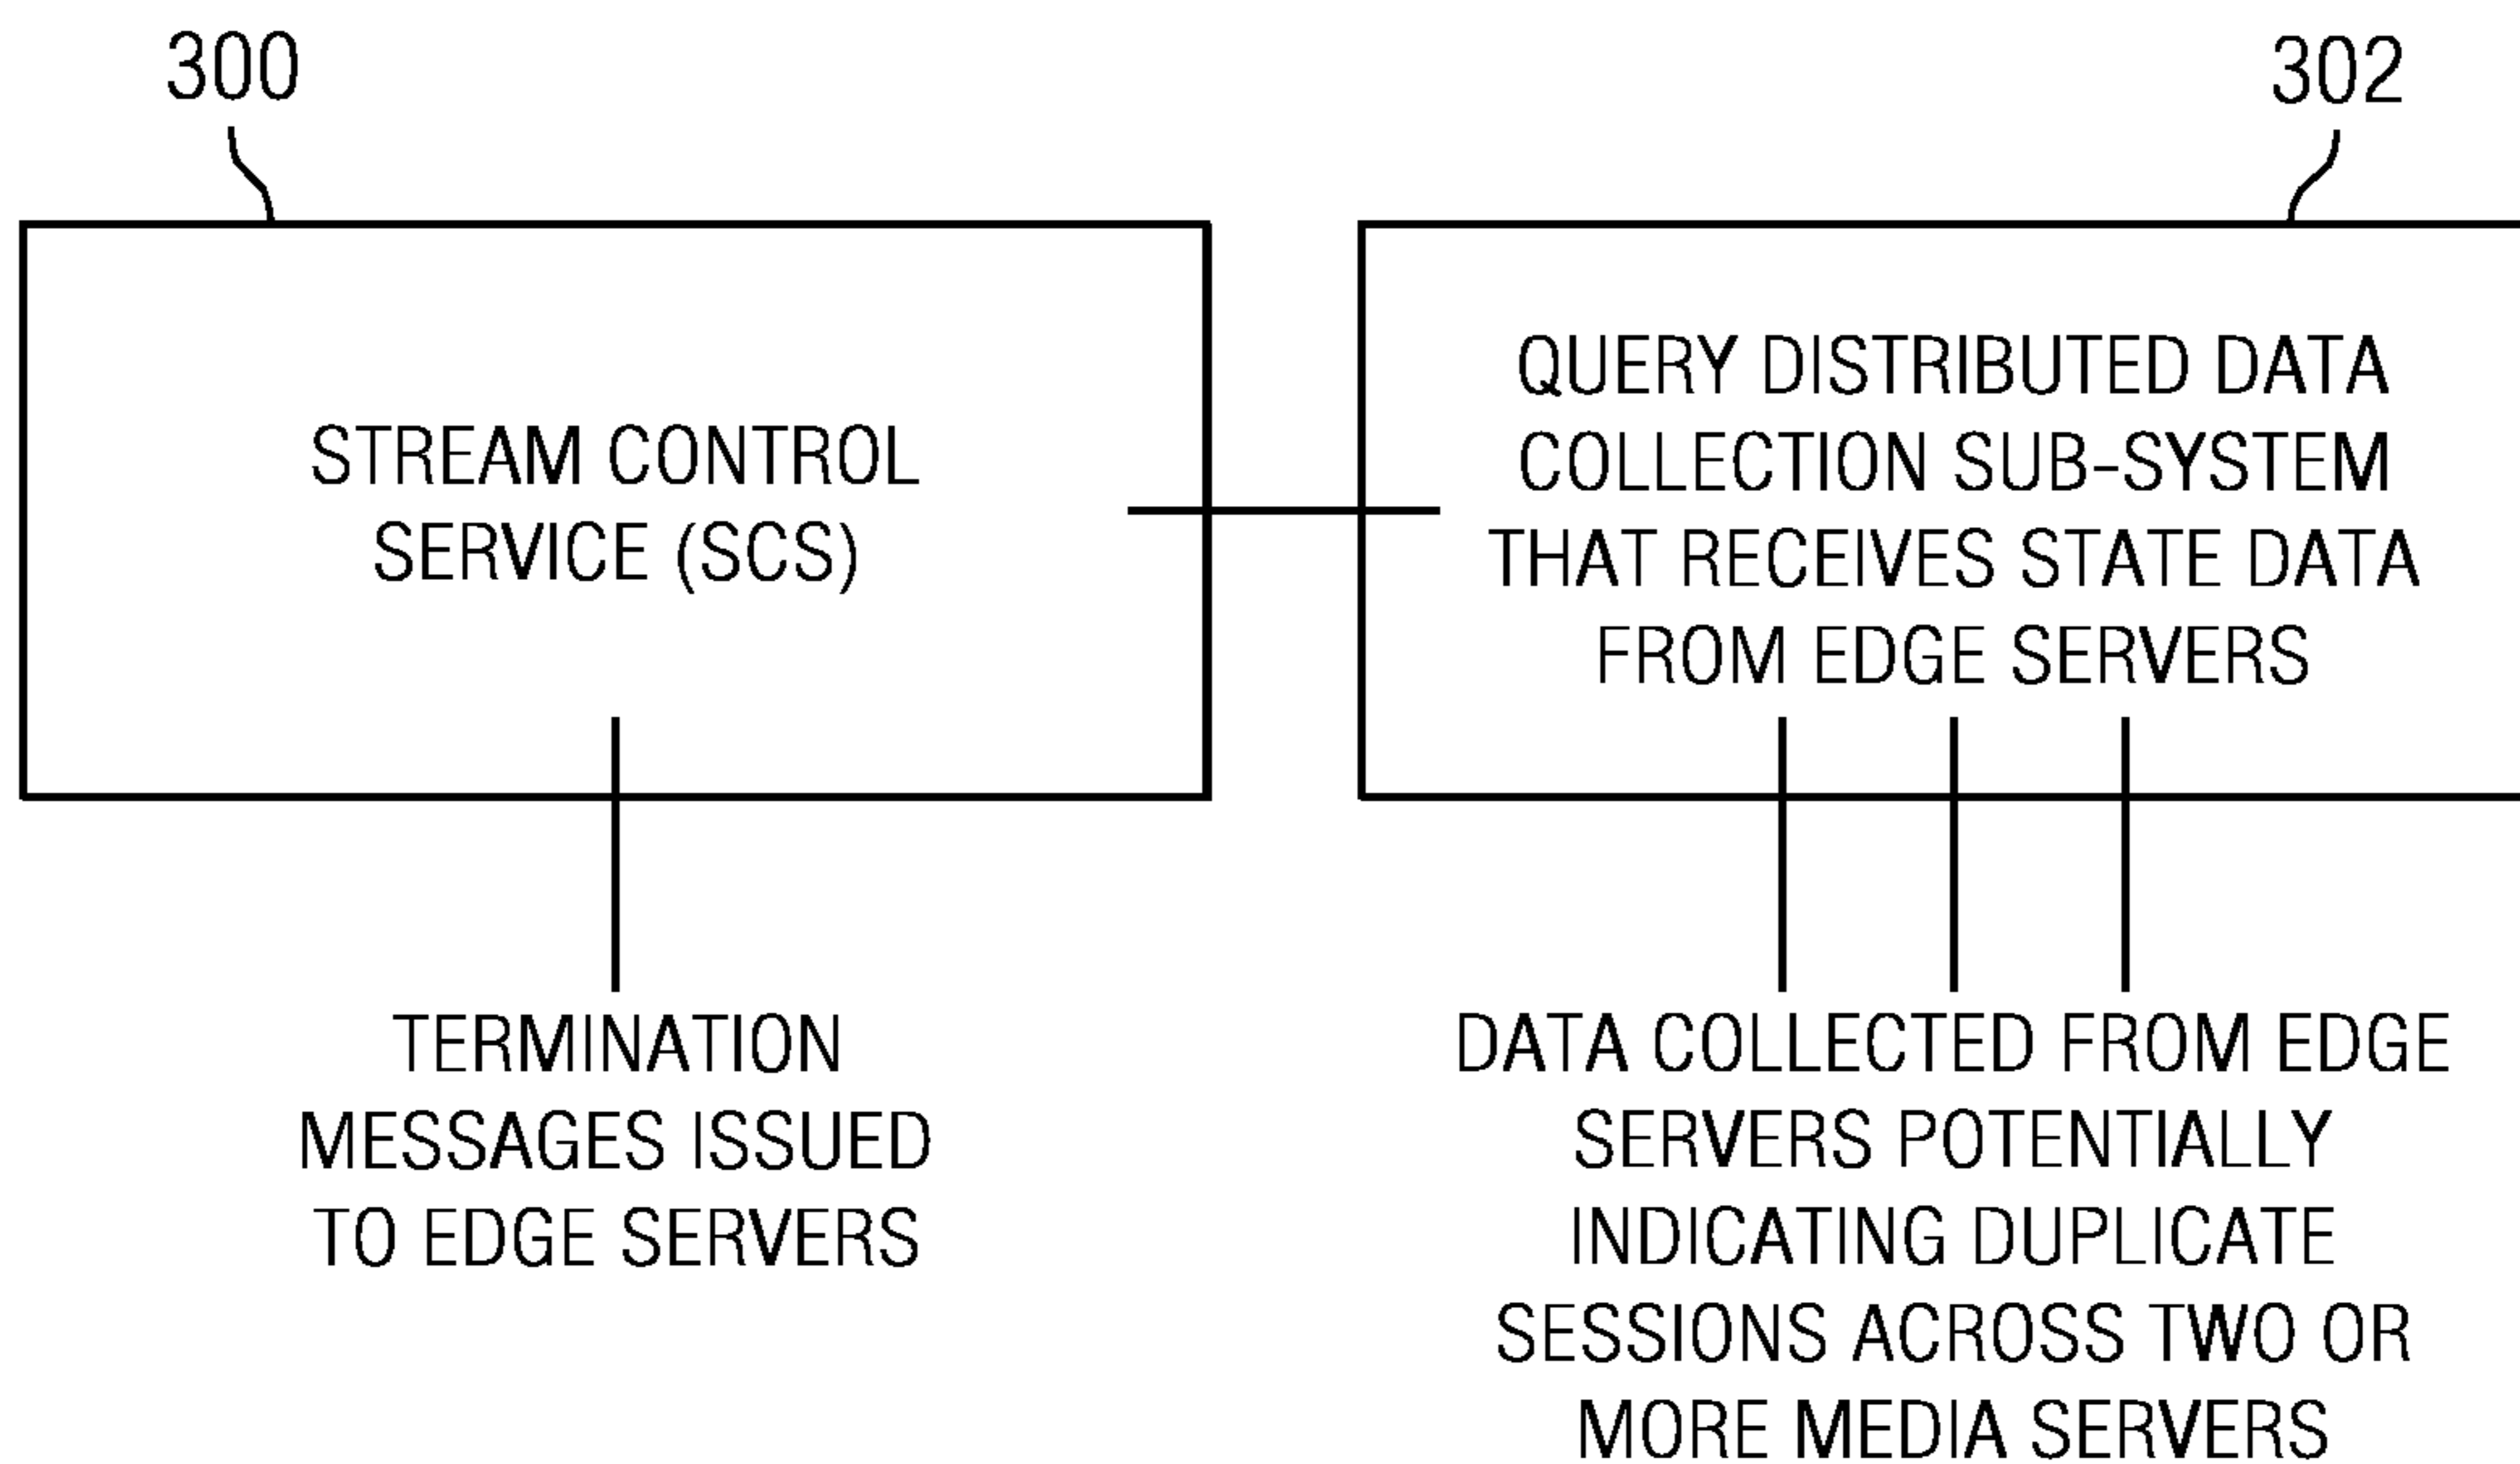 300
302
STREAM CONTROL
SERVICE (SCS)
QUERY DISTRIBUTED DATA
COLLECTION SUB-SYSTEM
THAT RECEIVES STATE DATA
FROM EDGE SERVERS
TERMINATION
MESSAGES ISSUED
TO EDGE SERVERS
DATA COLLECTED FROM EDGE
SERVERS POTENTIALLY
INDICATING DUPLICATE
SESSIONS ACROSS TWO OR
MORE MEDIA SERVERS